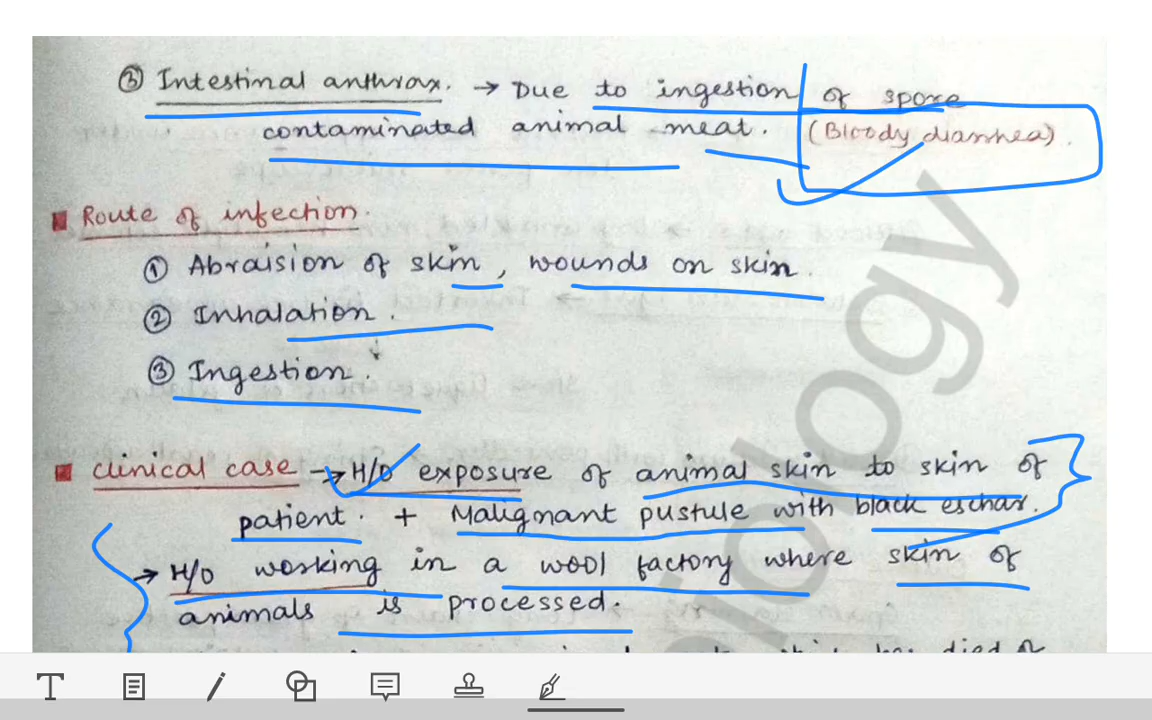 ③ Intestinal anthrax. → Due to ingestion of spore
contaminated animal meat. (Bloody diarrhea).
Route of infection.
① Abraision of skin, wounds on skin.
② Inhalation.
③ Ingestion.
clinical case → H/O exposure of animal skin to skin of
patient. + Malignant pustule with black eschar.
→ H/O working in a wool factory where skin of
animals is processed.
died of